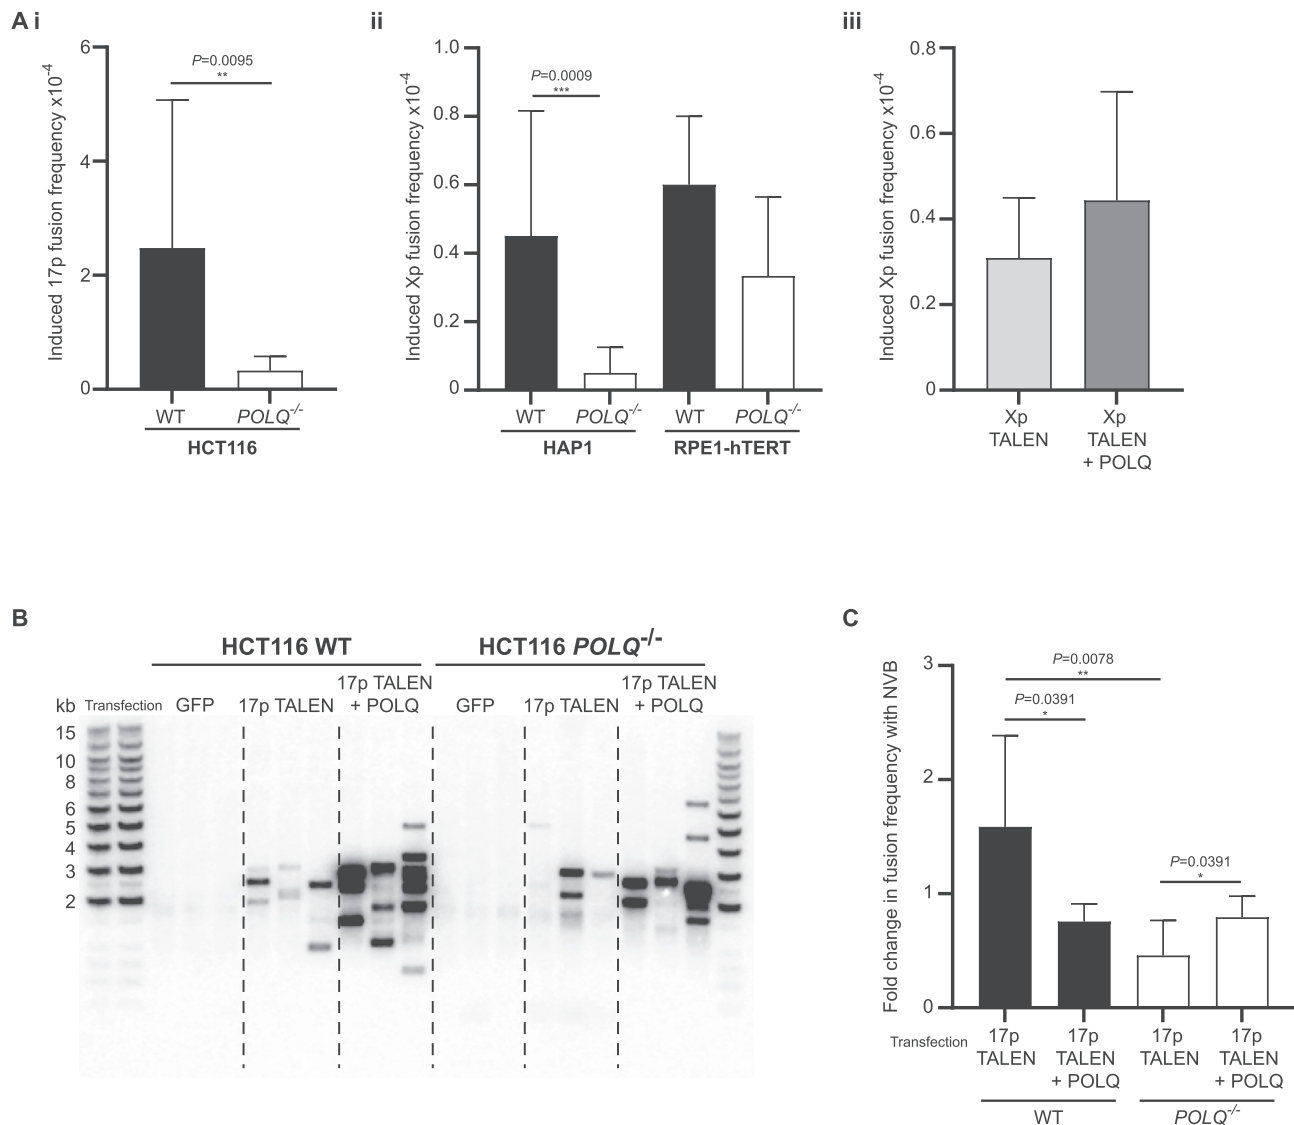 A i
Induced 17p fusion frequency x10-4
6
4
2
0
P=0.0095
**
WT
POLQ-/-
HCT116
ii
Induced Xp fusion frequency x10-4
1.0
0.8
0.6
0.4
0.2
0
P=0.0009
***
WT
POLQ-/-
WT
POLQ-/-
HAP1
RPE1-hTERT
iii
Induced Xp fusion frequency x10-4
0.8
0.6
0.4
0.2
0
Xp
TALEN
Xp
TALEN
+ POLQ
B
HCT116 WT
HCT116 POLQ-/-
kb
Transfection
GFP
17p TALEN
17p TALEN
+ POLQ
GFP
17p TALEN
17p TALEN
+ POLQ
15
10
8
6
5
4
3
2
C
Fold change in fusion frequency with NVB
3
2
1
0
P=0.0078
**
P=0.0391
*
P=0.0391
*
Transfection
17p
TALEN
17p
TALEN
+ POLQ
17p
TALEN
17p
TALEN
+ POLQ
WT
POLQ-/-